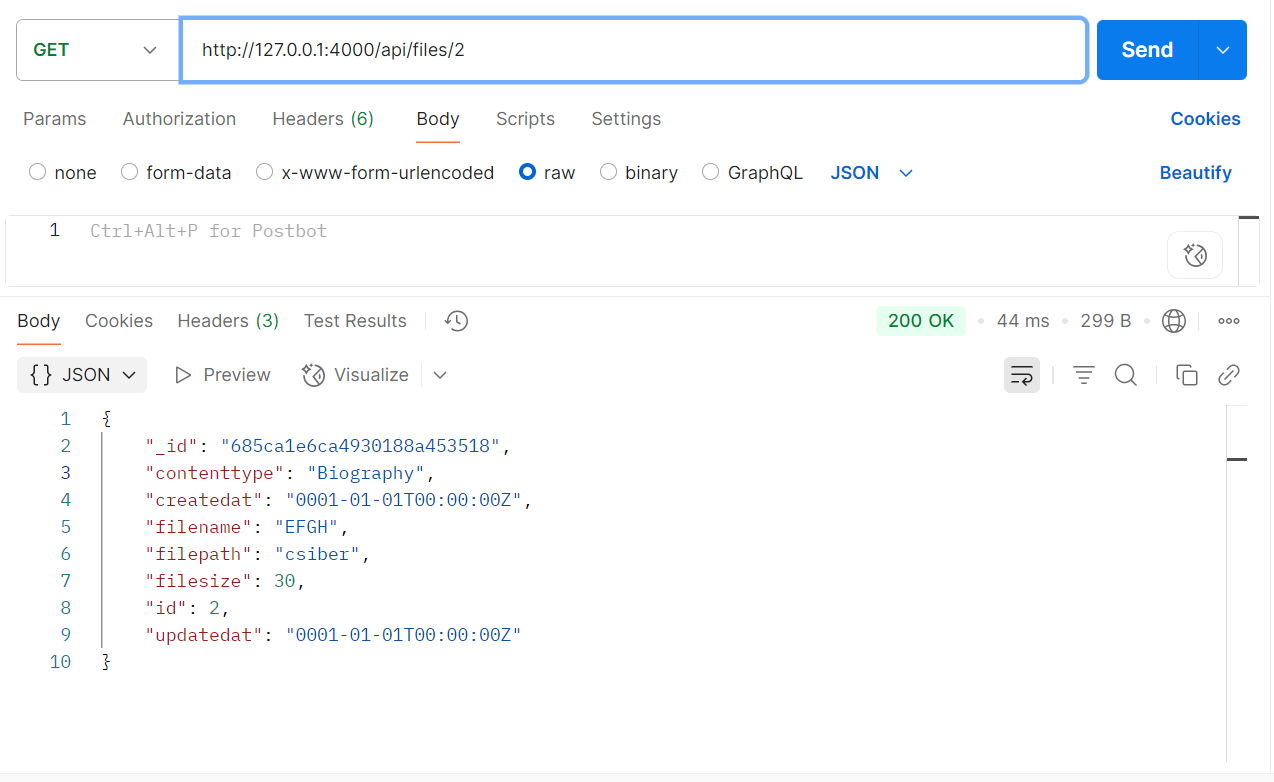 GET http://127.0.0.1:4000/api/files/2 Send
Params Authorization Headers (6) Body Scripts Settings Cookies
none form-data x-www-form-urlencoded raw binary GraphQL JSON Beautify
1 Ctrl+Alt+P for Postbot
Body Cookies Headers (3) Test Results 200 OK 44 ms 299 B
{} JSON Preview Visualize
1 {
2 "_id": "685ca1e6ca4930188a453518",
3 "contenttype": "Biography",
4 "createdat": "0001-01-01T00:00:00Z",
5 "filename": "EFGH",
6 "filepath": "csiber",
7 "filesize": 30,
8 "id": 2,
9 "updatedat": "0001-01-01T00:00:00Z"
10 }